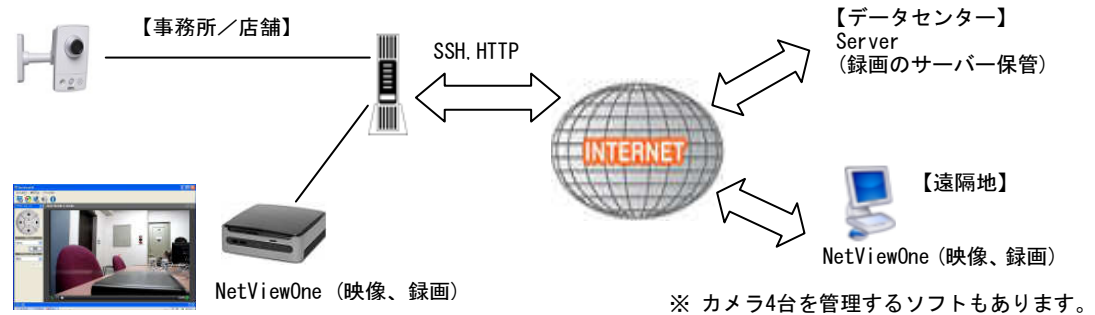 【事務所／店舗】
SSH,HTTP
【データセンター】
Server
（録画のサーバー保管）
INTERNET
【遠隔地】
NetViewOne（映像、録画）
NetViewOne（映像、録画）
※ カメラ4台を管理するソフトもあります。